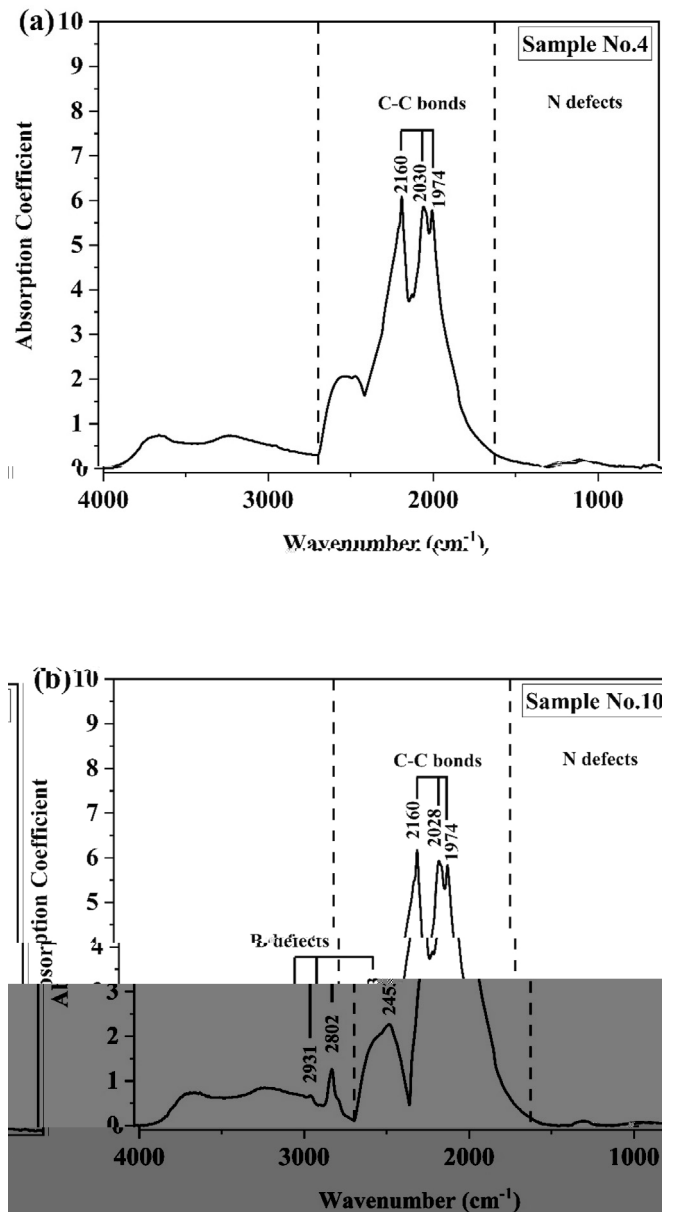 (a)
10
Sample No.4
9
C-C bonds
N defects
8
7
2160
2030
1974
6
5
4
3
2
1
0
Absorption Coefficient
4000
3000
2000
1000
Wavenumber (cm-1)
(b)
10
Sample No.10
9
C-C bonds
N defects
8
7
2160
2028
1974
6
5
4
B defects
3
2931
2802
2
1
0
Absorption Coefficient
4000
3000
2000
1000
Wavenumber (cm-1)